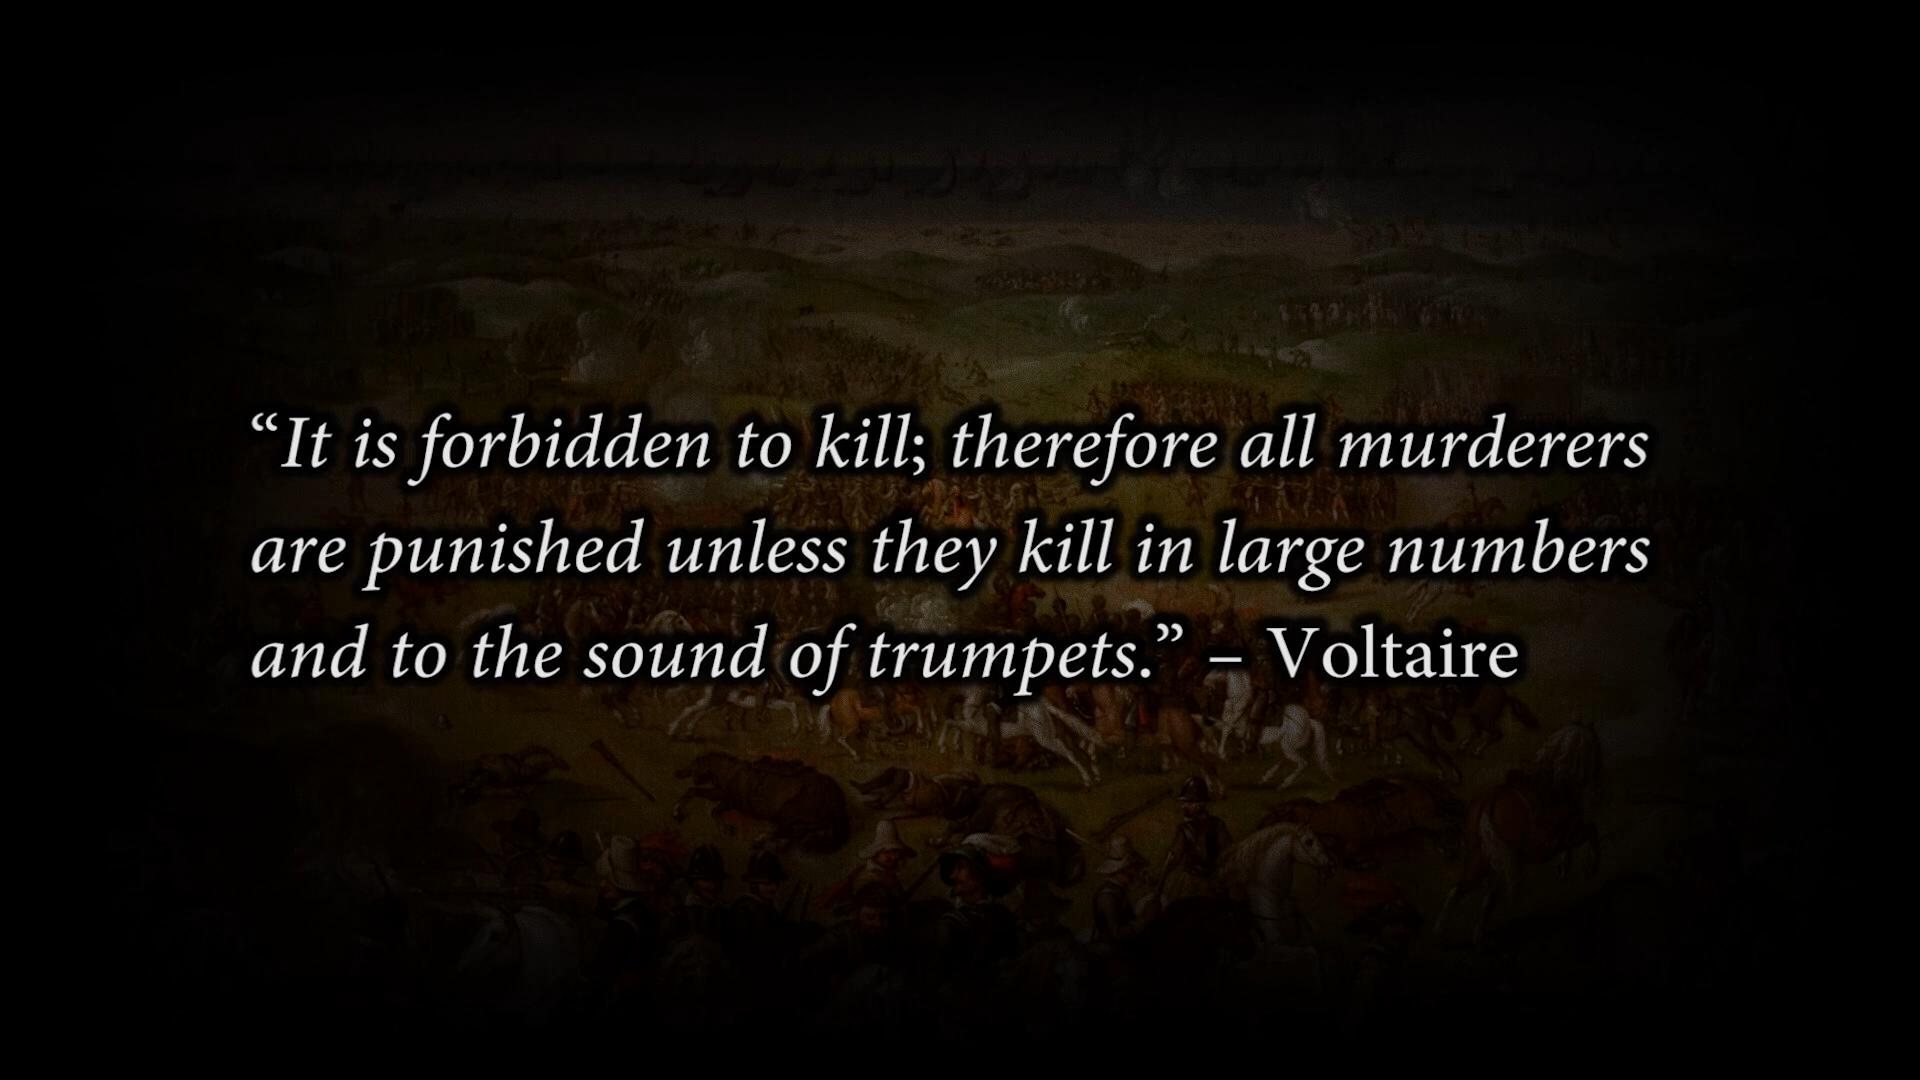 “It is forbidden to kill; therefore all murderers
are punished unless they kill in large numbers
and to the sound of trumpets.” – Voltaire